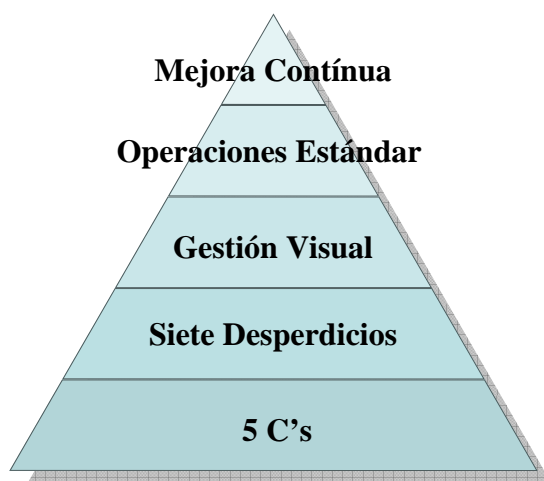 Mejora Contínua
Operaciones Estándar
Gestión Visual
Siete Desperdicios
5 C’s